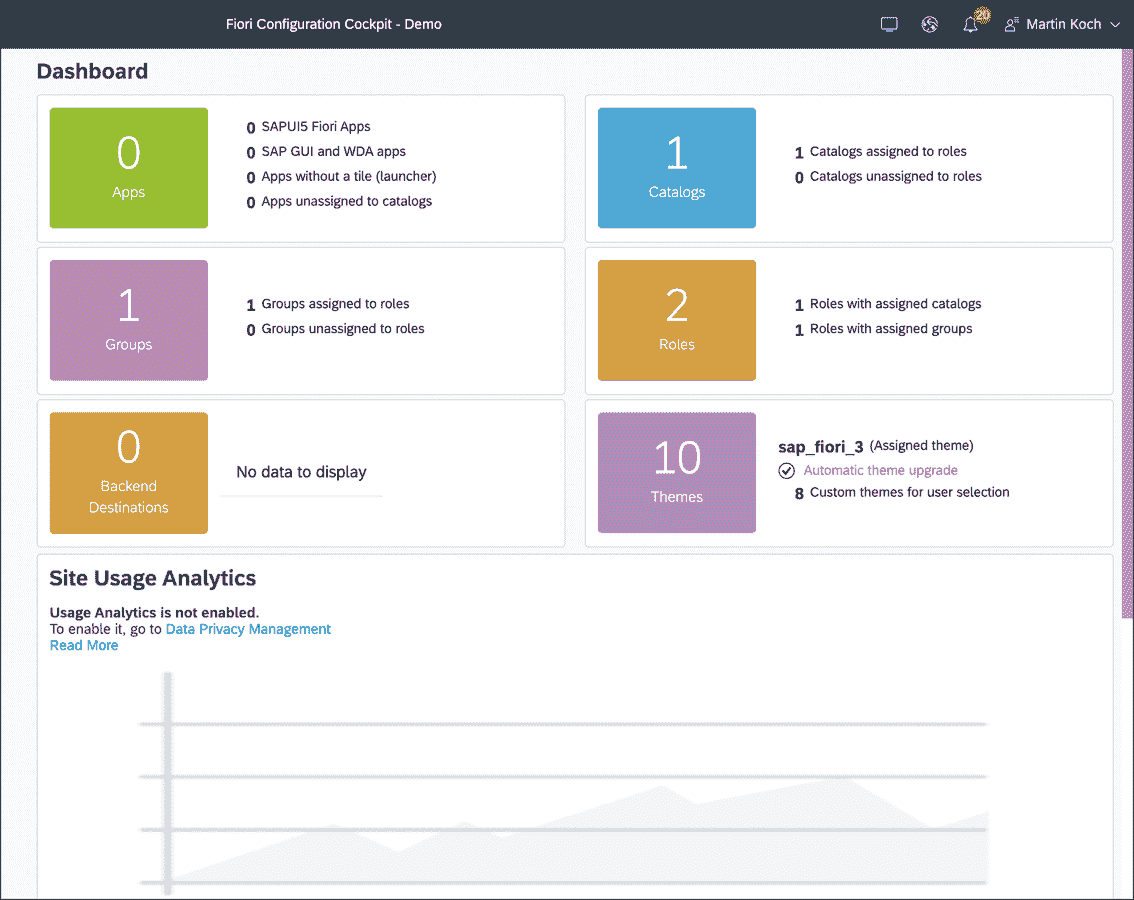 Fiori Configuration Cockpit - Demo
20
Martin Koch
Dashboard
0
Apps
0 SAPUI5 Fiori Apps
0 SAP GUI and WDA apps
0 Apps without a tile (launcher)
0 Apps unassigned to catalogs
1
Catalogs
1 Catalogs assigned to roles
0 Catalogs unassigned to roles
1
Groups
1 Groups assigned to roles
0 Groups unassigned to roles
2
Roles
1 Roles with assigned catalogs
1 Roles with assigned groups
0
Backend
Destinations
No data to display
10
Themes
sap_fiori_3 (Assigned theme)
Automatic theme upgrade
8 Custom themes for user selection
Site Usage Analytics
Usage Analytics is not enabled.
To enable it, go to Data Privacy Management
Read More